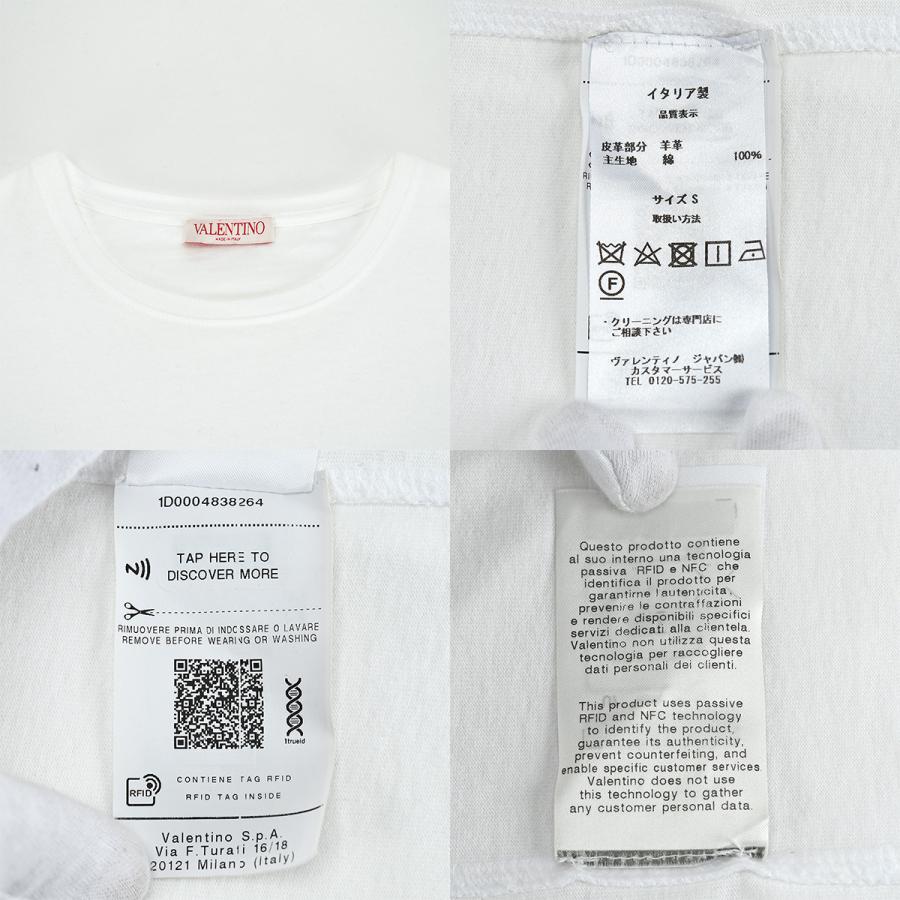 VALENTINO
MADE IN ITALY
イタリア製
品質表示
皮革部分 羊革
主生地 綿 100%
サイズ S
取扱い方法
F
・クリーニングは専門店に
ご相談下さい
ヴァレンティノ ジャパン㈱
カスタマーサービス
TEL 0120-575-255
1D0004838264
TAP HERE TO
DISCOVER MORE
RIMUOVERE PRIMA DI INDOSSARE O LAVARE
REMOVE BEFORE WEARING OR WASHING
1trueid
RFID
CONTIENE TAG RFID
RFID TAG INSIDE
Valentino S.p.A.
Via F.Turati 16/18
20121 Milano (Italy)
Questo prodotto contiene
al suo interno una tecnologia
passiva RFID e NFC che
identifica il prodotto per
garantirne l'autenticità,
prevenire le contraffazioni
e rendere disponibili specifici
servizi dedicati alla clientela.
Valentino non utilizza questa
tecnologia per raccogliere
dati personali dei clienti.
This product uses passive
RFID and NFC technology
to identify the product,
guarantee its authenticity,
prevent counterfeiting, and
enable specific customer services.
Valentino does not use
this technology to gather
any customer personal data.